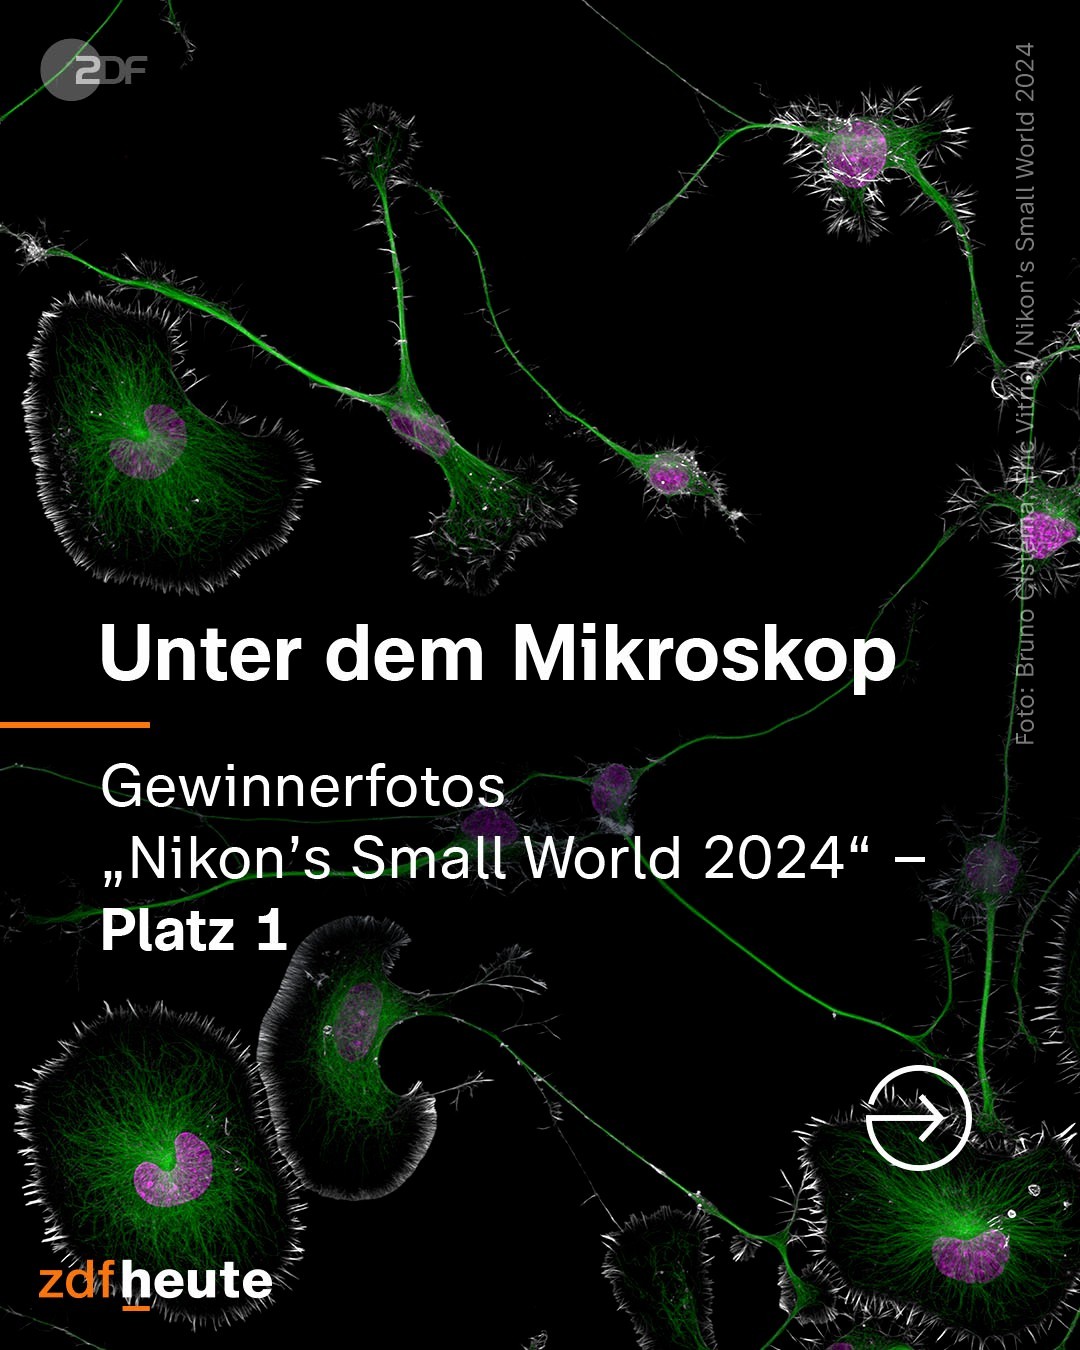 ZDF
Foto: Bruno Cisterna, Eric Vitriol/Nikon's Small World 2024
Unter dem Mikroskop
Gewinnerfotos
„Nikon’s Small World 2024“ –
Platz 1
zdfheute